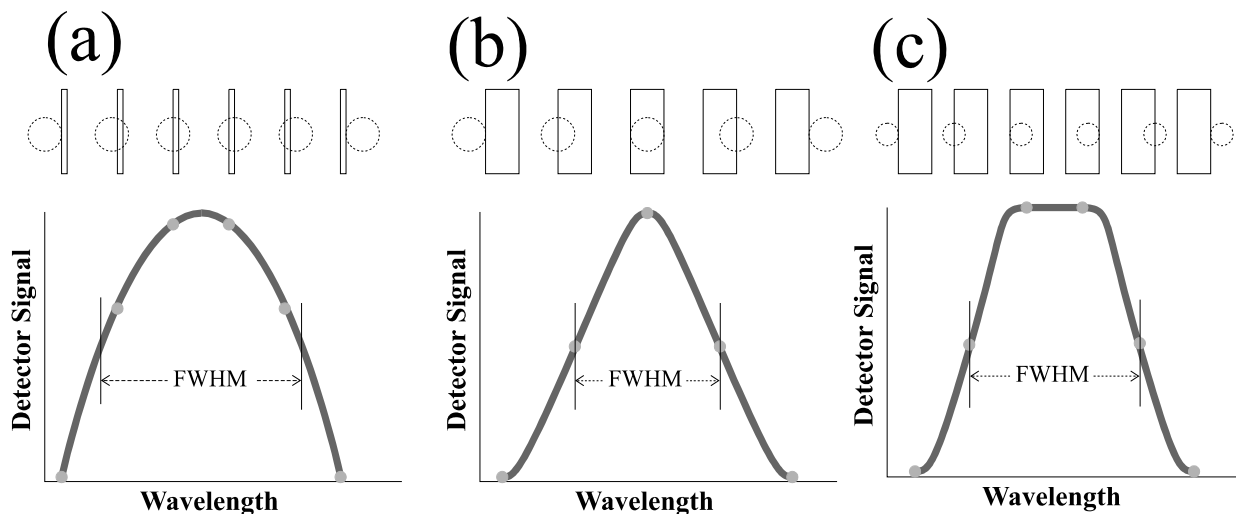 (a)
(b)
(c)
Detector Signal
FWHM
Wavelength
Detector Signal
FWHM
Wavelength
Detector Signal
FWHM
Wavelength